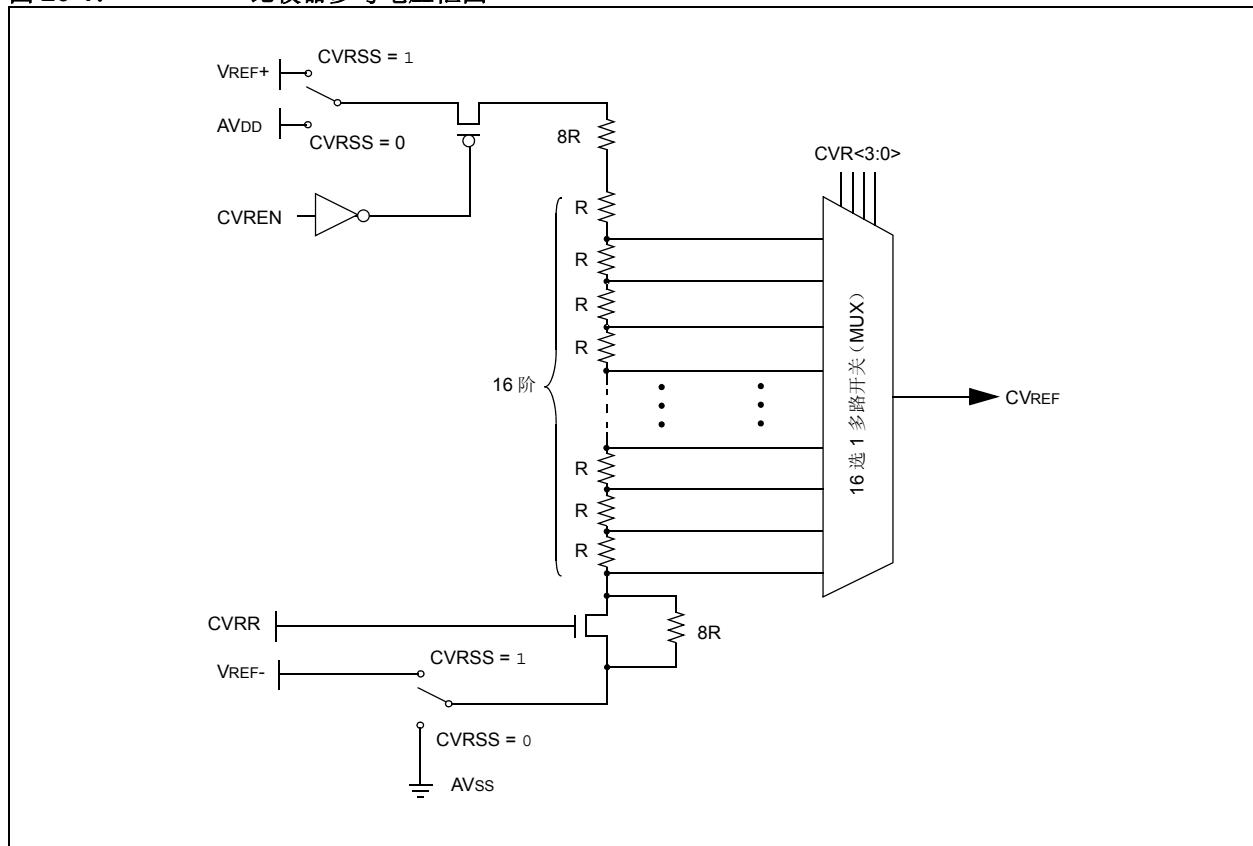 VREF+
CVRSS = 1
AVDD
CVRSS = 0
8R
CVREN
CVR<3:0>
R
R
R
R
16 阶
R
R
R
16 选 1 多路开关（MUX）
CVREF
CVRR
8R
VREF-
CVRSS = 1
CVRSS = 0
AVSS